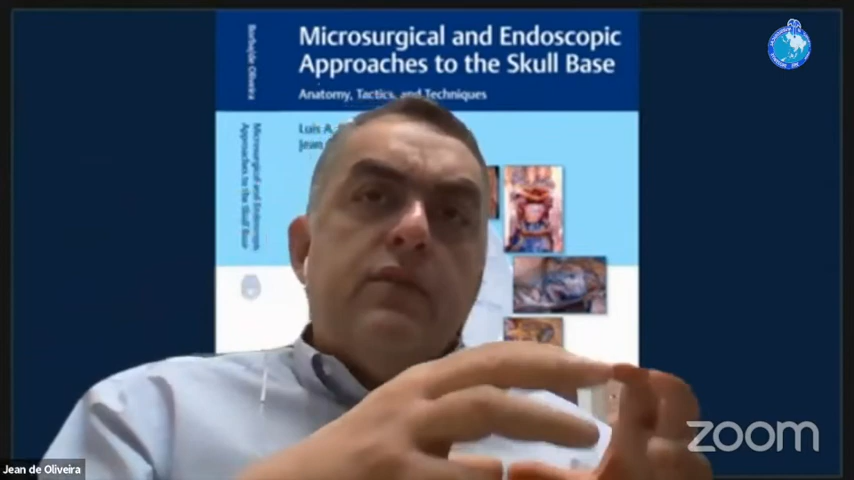 Microsurgical and Endoscopic
Approaches to the Skull Base
Anatomy, Tactics, and Techniques
Luis A.
Borba|de Oliveira
Microsurgical and Endoscopic
Approaches to the Skull Base
zoom
Jean de Oliveira